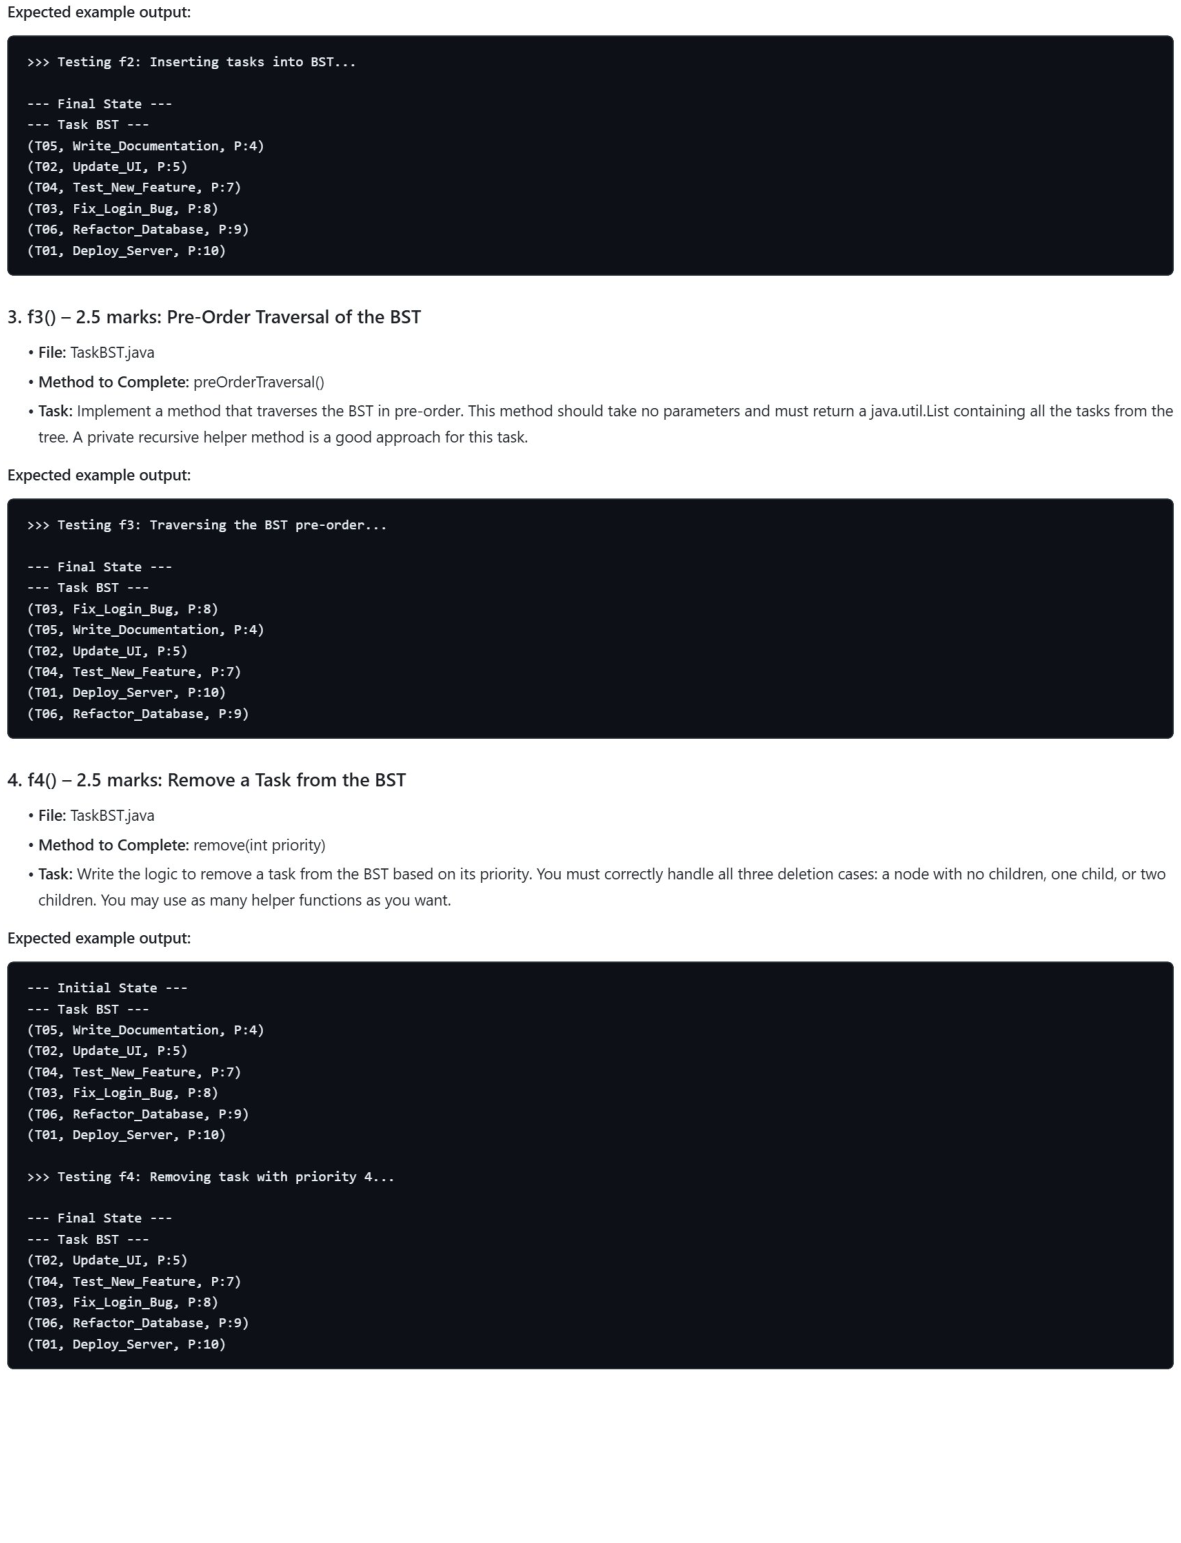 Expected example output:
>>> Testing f2: Inserting tasks into BST...
--- Final State ---
--- Task BST ---
(T05, Write_Documentation, P:4)
(T02, Update_UI, P:5)
(T04, Test_New_Feature, P:7)
(T03, Fix_Login_Bug, P:8)
(T06, Refactor_Database, P:9)
(T01, Deploy_Server, P:10)
3. f3() – 2.5 marks: Pre-Order Traversal of the BST
• File: TaskBST.java
• Method to Complete: preOrderTraversal()
• Task: Implement a method that traverses the BST in pre-order. This method should take no parameters and must return a java.util.List containing all the tasks from the
tree. A private recursive helper method is a good approach for this task.
Expected example output:
>>> Testing f3: Traversing the BST pre-order...
--- Final State ---
--- Task BST ---
(T03, Fix_Login_Bug, P:8)
(T05, Write_Documentation, P:4)
(T02, Update_UI, P:5)
(T04, Test_New_Feature, P:7)
(T01, Deploy_Server, P:10)
(T06, Refactor_Database, P:9)
4. f4() – 2.5 marks: Remove a Task from the BST
• File: TaskBST.java
• Method to Complete: remove(int priority)
• Task: Write the logic to remove a task from the BST based on its priority. You must correctly handle all three deletion cases: a node with no children, one child, or two
children. You may use as many helper functions as you want.
Expected example output:
--- Initial State ---
--- Task BST ---
(T05, Write_Documentation, P:4)
(T02, Update_UI, P:5)
(T04, Test_New_Feature, P:7)
(T03, Fix_Login_Bug, P:8)
(T06, Refactor_Database, P:9)
(T01, Deploy_Server, P:10)
>>> Testing f4: Removing task with priority 4...
--- Final State ---
--- Task BST ---
(T02, Update_UI, P:5)
(T04, Test_New_Feature, P:7)
(T03, Fix_Login_Bug, P:8)
(T06, Refactor_Database, P:9)
(T01, Deploy_Server, P:10)